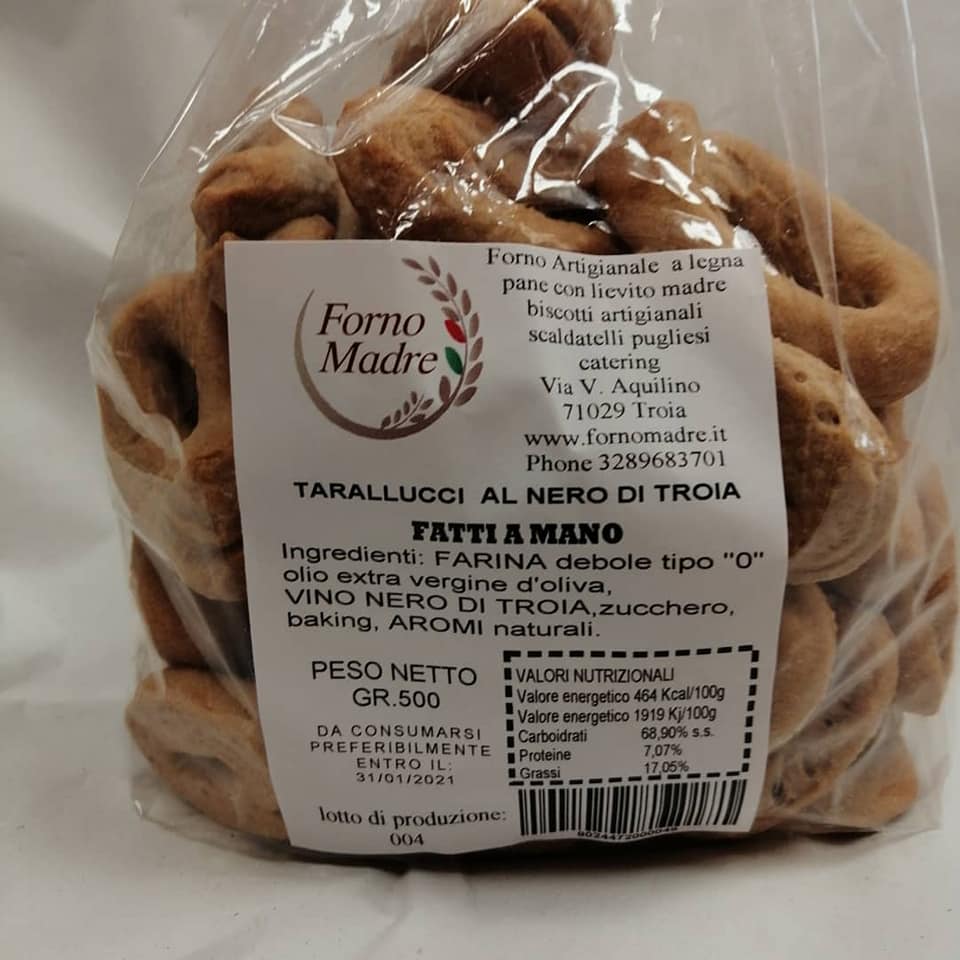 Forno
Madre
Forno Artigianale a legna
pane con lievito madre
biscotti artigianali
scaldatelli pugliesi
catering
Via V. Aquilino
71029 Troia
www.fornomadre.it
Phone 3289683701
TARALLUCCI AL NERO DI TROIA
FATTI A MANO
Ingredienti: FARINA debole tipo "0"
olio extra vergine d'oliva,
VINO NERO DI TROIA,zucchero,
baking, AROMI naturali.
PESO NETTO
GR.500
DA CONSUMARSI
PREFERIBILMENTE
ENTRO IL:
31/01/2021
lotto di produzione:
004
VALORI NUTRIZIONALI
Valore energetico 464 Kcal/100g
Valore energetico 1919 Kj/100g
Carboidrati 68,90% s.s.
Proteine 7,07%
Grassi 17,05%